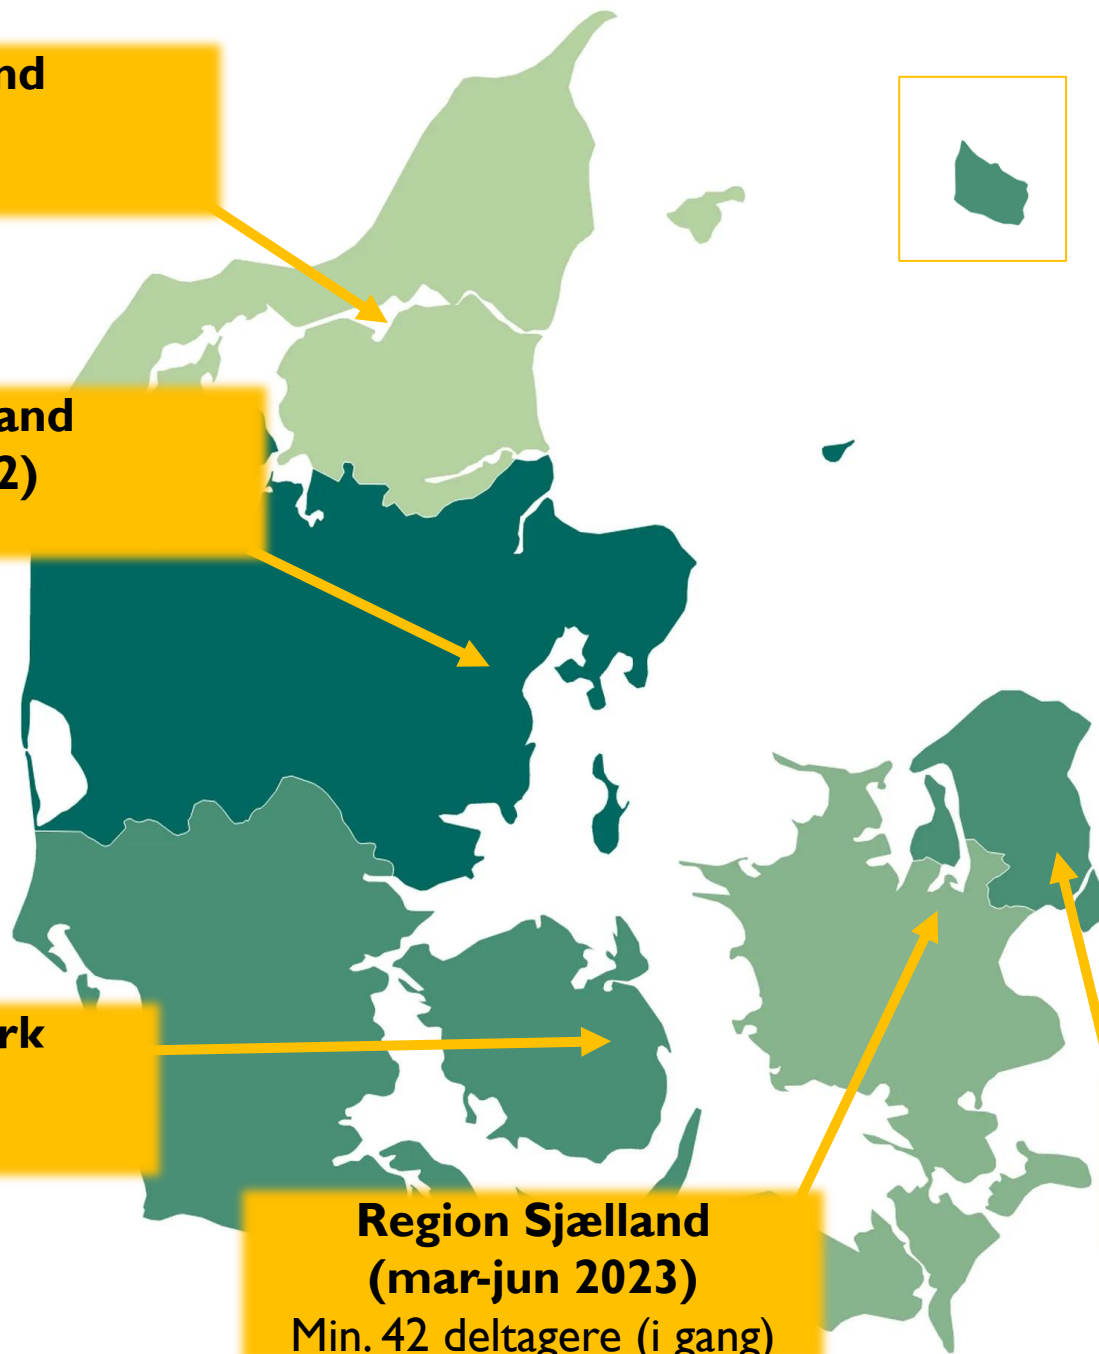 nd
and
2)
rk
Region Sjælland
(mar-jun 2023)
Min. 42 deltagere (i gang)